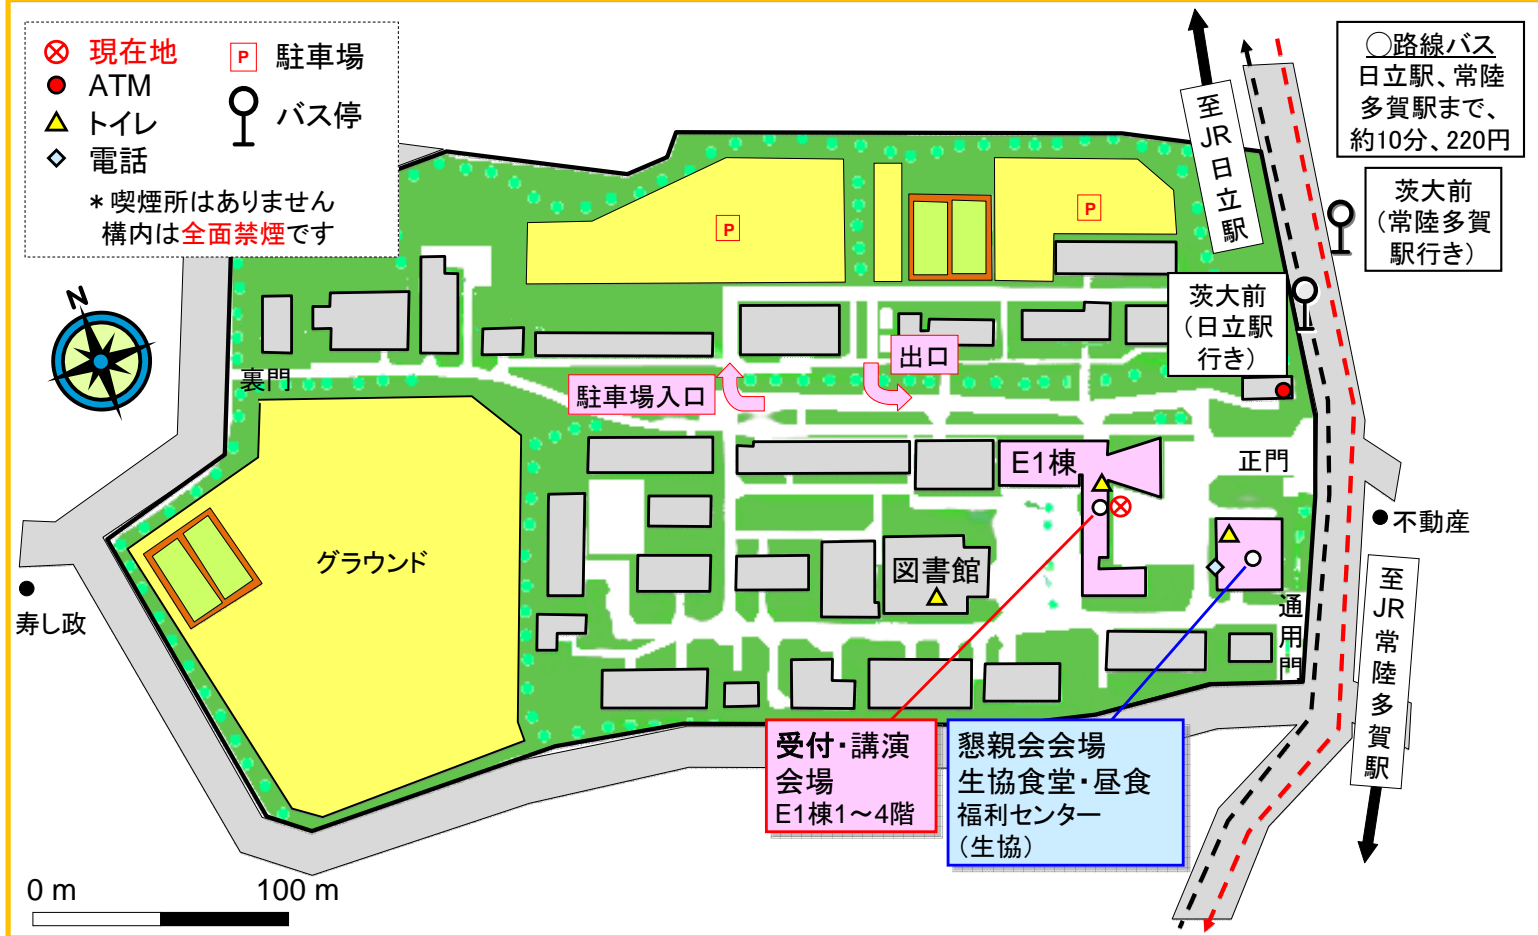 現在地
ATM
トイレ
電話
P 駐車場
バス停
*喫煙所はありません
構内は全面禁煙です
N
○路線バス
日立駅、常陸
多賀駅まで、
約10分、220円
至JR日立駅
茨大前
(常陸多賀
駅行き)
茨大前
(日立駅
行き)
P
P
出口
駐車場入口
裏門
E1棟
正門
不動産
グラウンド
図書館
寿し政
通用門
至JR常陸多賀駅
受付・講演
会場
E1棟1～4階
懇親会会場
生協食堂・昼食
福利センター
(生協)
0 m
100 m